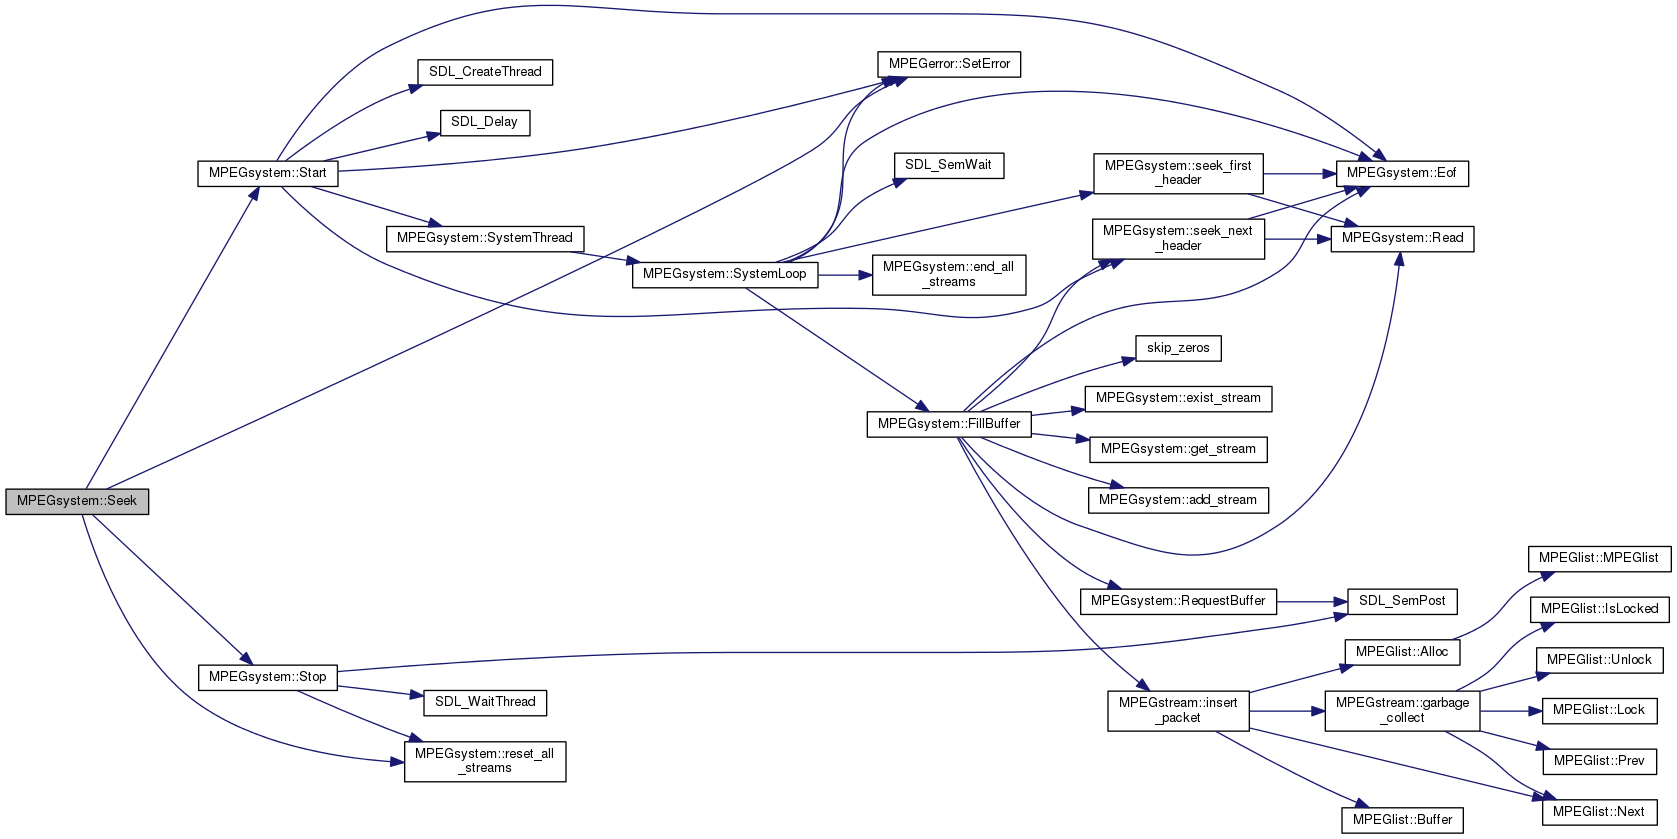 MPEGsystem::Seek
MPEGsystem::Start
SDL_CreateThread
SDL_Delay
MPEGsystem::SystemThread
MPEGsystem::Stop
SDL_WaitThread
MPEGsystem::reset_all
_streams
MPEGsystem::SystemLoop
MPEGerror::SetError
SDL_SemWait
MPEGsystem::end_all
_streams
MPEGsystem::FillBuffer
MPEGsystem::seek_first
_header
MPEGsystem::seek_next
_header
skip_zeros
MPEGsystem::exist_stream
MPEGsystem::get_stream
MPEGsystem::add_stream
MPEGsystem::RequestBuffer
MPEGstream::insert
_packet
MPEGsystem::Eof
MPEGsystem::Read
SDL_SemPost
MPEGlist::Alloc
MPEGstream::garbage
_collect
MPEGlist::Buffer
MPEGlist::MPEGlist
MPEGlist::IsLocked
MPEGlist::Unlock
MPEGlist::Lock
MPEGlist::Prev
MPEGlist::Next